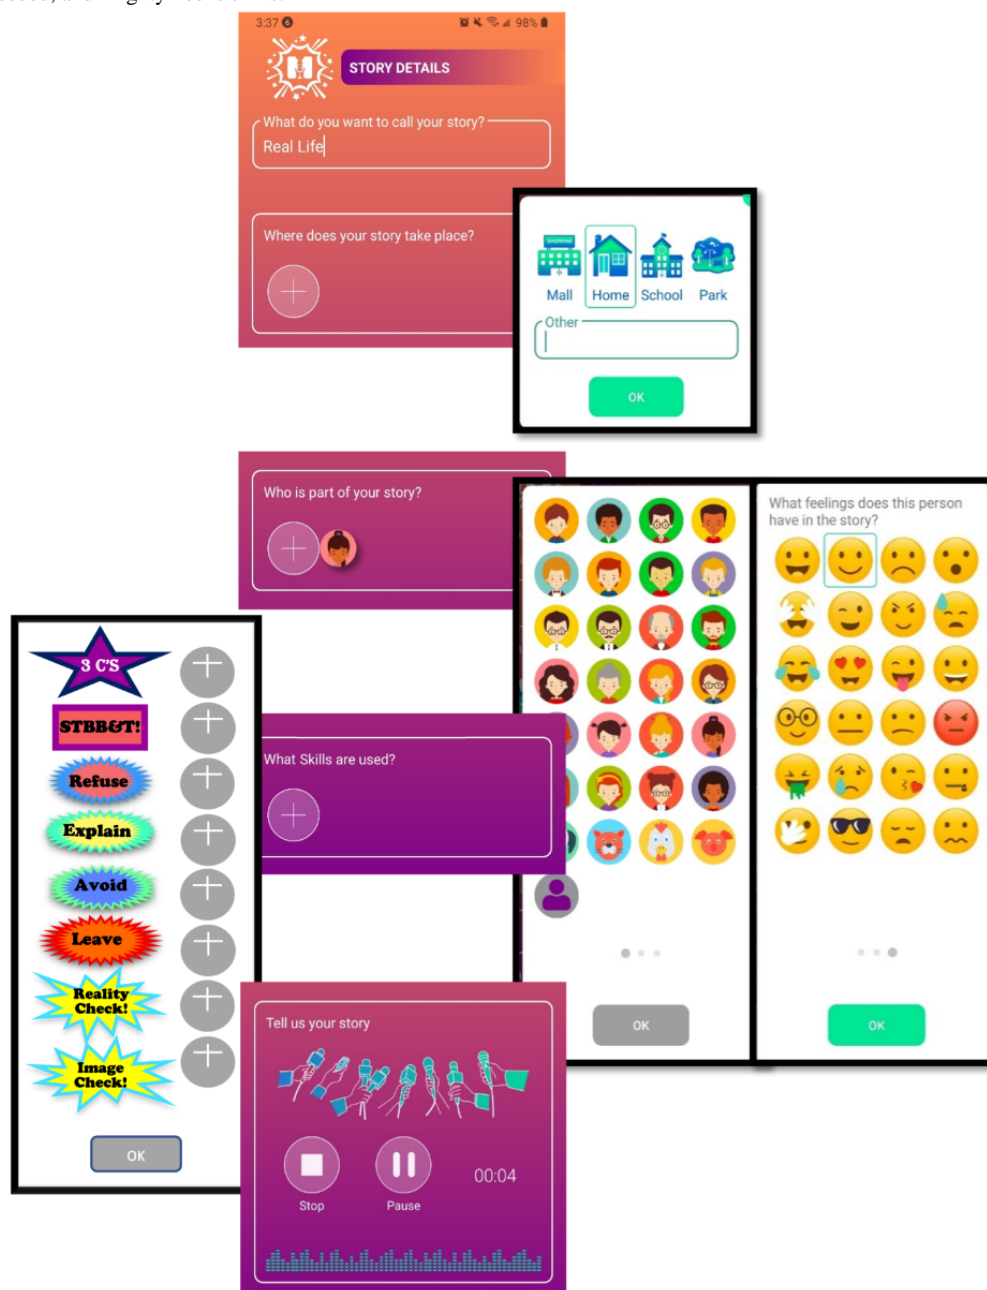 3:37
98%
STORY DETAILS
What do you want to call your story?
Real Life
Where does your story take place?
Mall Home School Park
Other
OK
Who is part of your story?
What feelings does this person
have in the story?
OK
OK
3 C'S
STBB&T!
Refuse
Explain
Avoid
Leave
Reality
Check!
Image
Check!
OK
What Skills are used?
Tell us your story
Stop
Pause
00:04